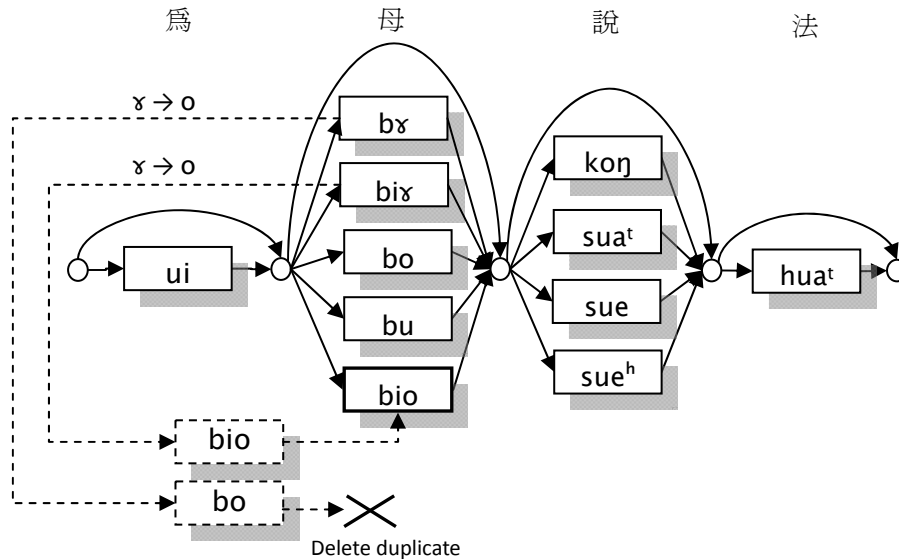 爲 母 說 法
ɤ → o
bɤ
koŋ
ɤ → o
biɤ
suaᵗ
ui
bo
huaᵗ
sue
bu
sueʰ
bio
bio
bo
Delete duplicate